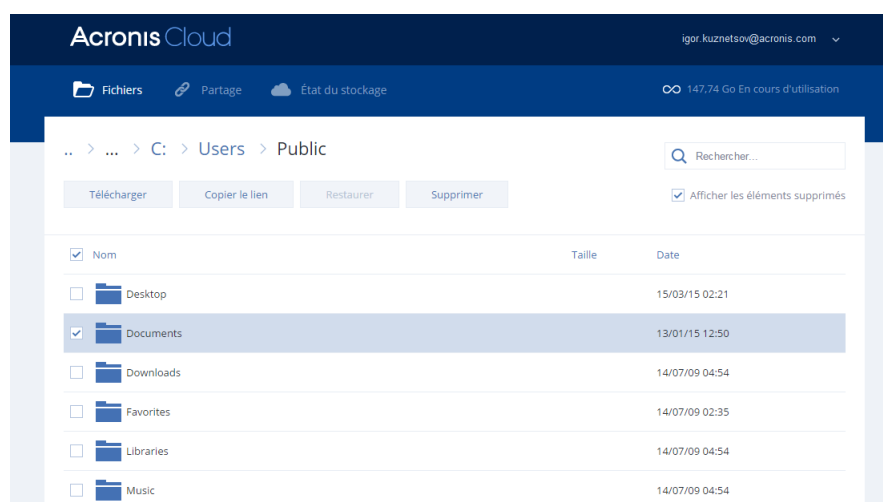 Acronis Cloud
igor.kuznetsov@acronis.com
Fichiers Partage État du stockage 147,74 Go En cours d'utilisation
.. > ... > C: > Users > Public
Rechercher...
Télécharger Copier le lien Restaurer Supprimer
Afficher les éléments supprimés
Nom Taille Date
Desktop 15/03/15 02:21
Documents 13/01/15 12:50
Downloads 14/07/09 04:54
Favorites 14/07/09 02:35
Libraries 14/07/09 04:54
Music 14/07/09 04:54